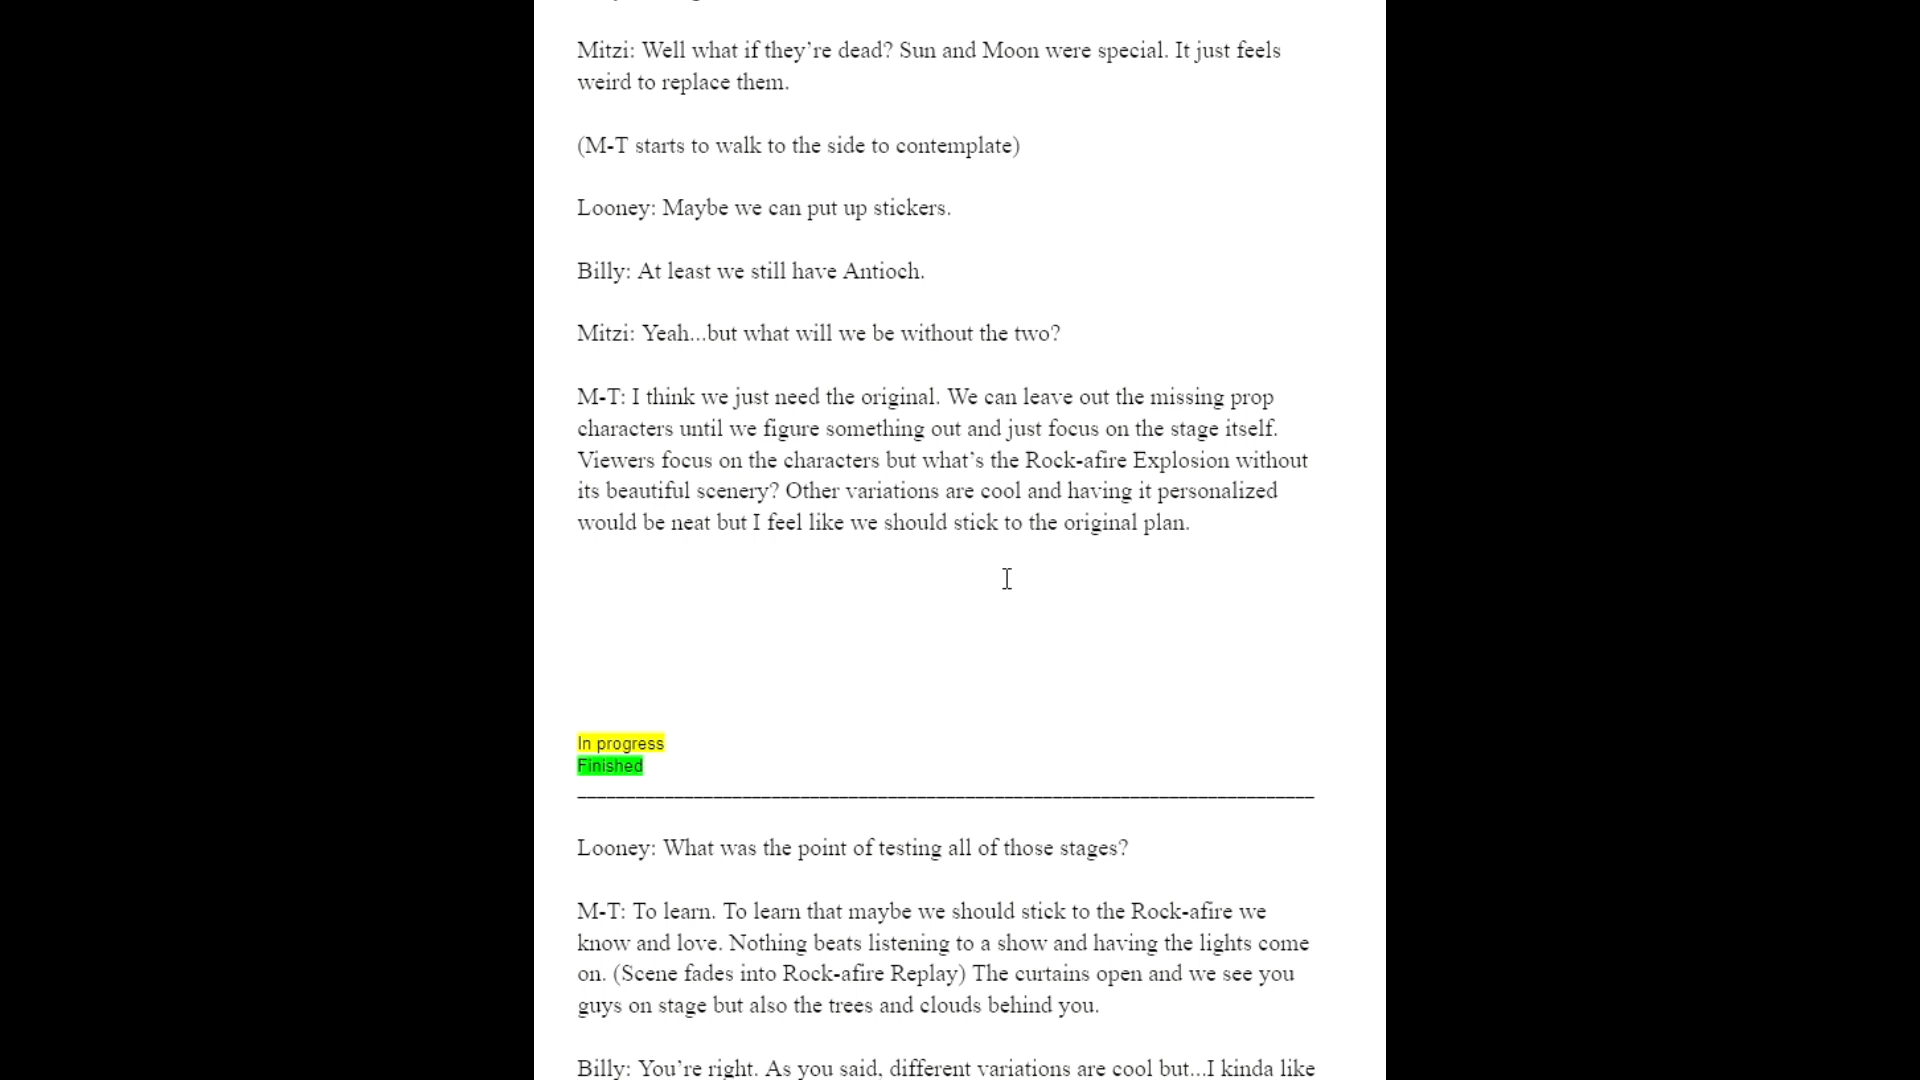 Mitzi: Well what if they're dead? Sun and Moon were special. It just feels
weird to replace them.
(M-T starts to walk to the side to contemplate)
Looney: Maybe we can put up stickers.
Billy: At least we still have Antioch.
Mitzi: Yeah...but what will we be without the two?
M-T: I think we just need the original. We can leave out the missing prop
characters until we figure something out and just focus on the stage itself.
Viewers focus on the characters but what's the Rock-afire Explosion without
its beautiful scenery? Other variations are cool and having it personalized
would be neat but I feel like we should stick to the original plan.
In progress
Finished
Looney: What was the point of testing all of those stages?
M-T: To learn. To learn that maybe we should stick to the Rock-afire we
know and love. Nothing beats listening to a show and having the lights come
on. (Scene fades into Rock-afire Replay) The curtains open and we see you
guys on stage but also the trees and clouds behind you.
Billy: You're right. As you said, different variations are cool but...I kinda like